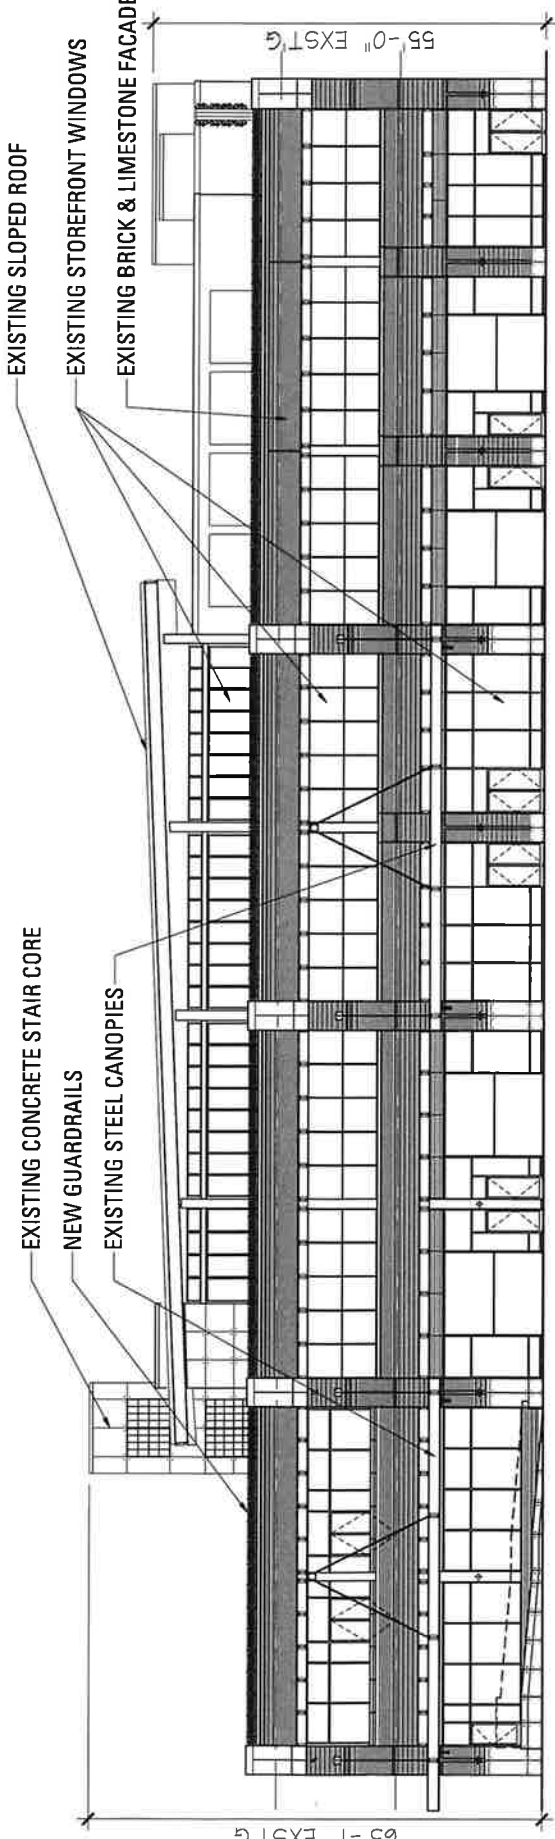 EXISTING SLOPED ROOF
EXISTING STOREFRONT WINDOWS
EXISTING BRICK & LIMESTONE FACADE
EXISTING CONCRETE STAIR CORE
NEW GUARDRAILS
EXISTING STEEL CANOPIES
55'-0" EXST'G
EXST'G